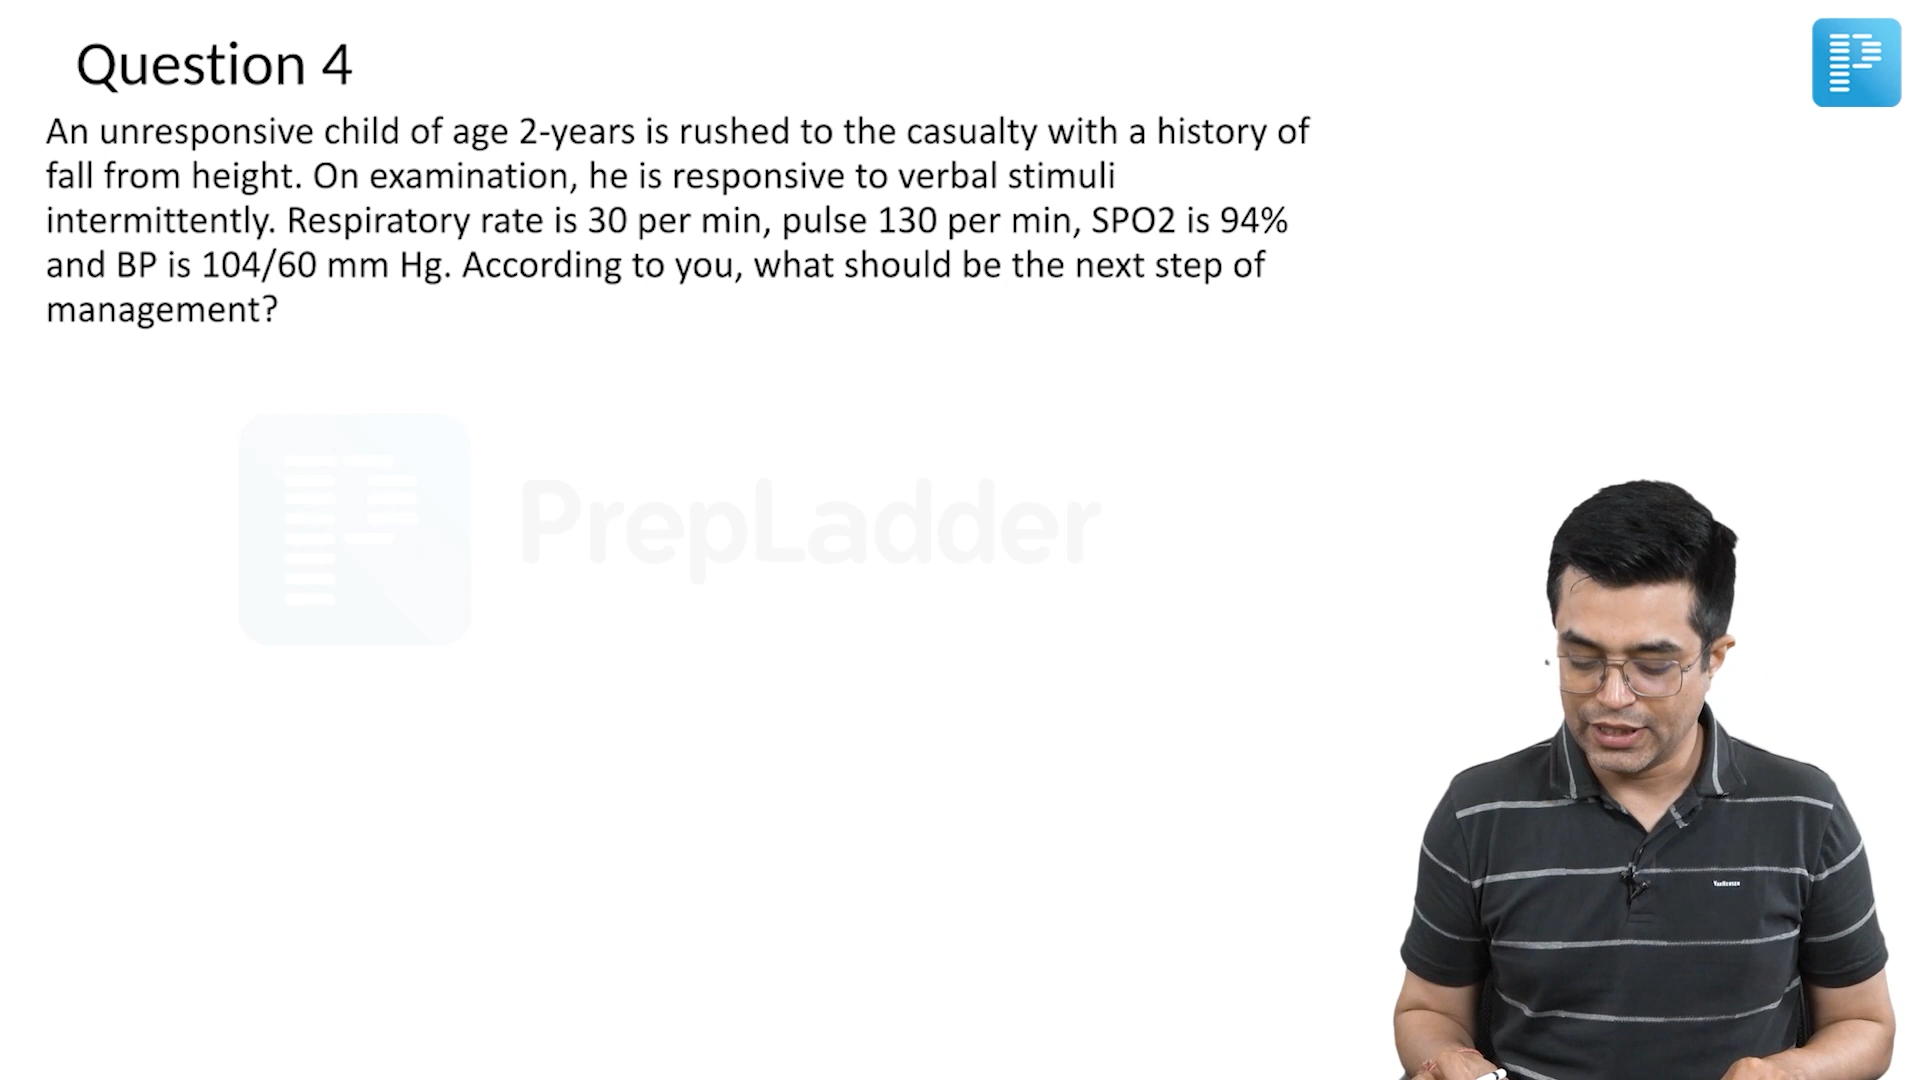 Question 4
An unresponsive child of age 2-years is rushed to the casualty with a history of
fall from height. On examination, he is responsive to verbal stimuli
intermittently. Respiratory rate is 30 per min, pulse 130 per min, SPO2 is 94%
and BP is 104/60 mm Hg. According to you, what should be the next step of
management?
PrepLadder
VanHeusen